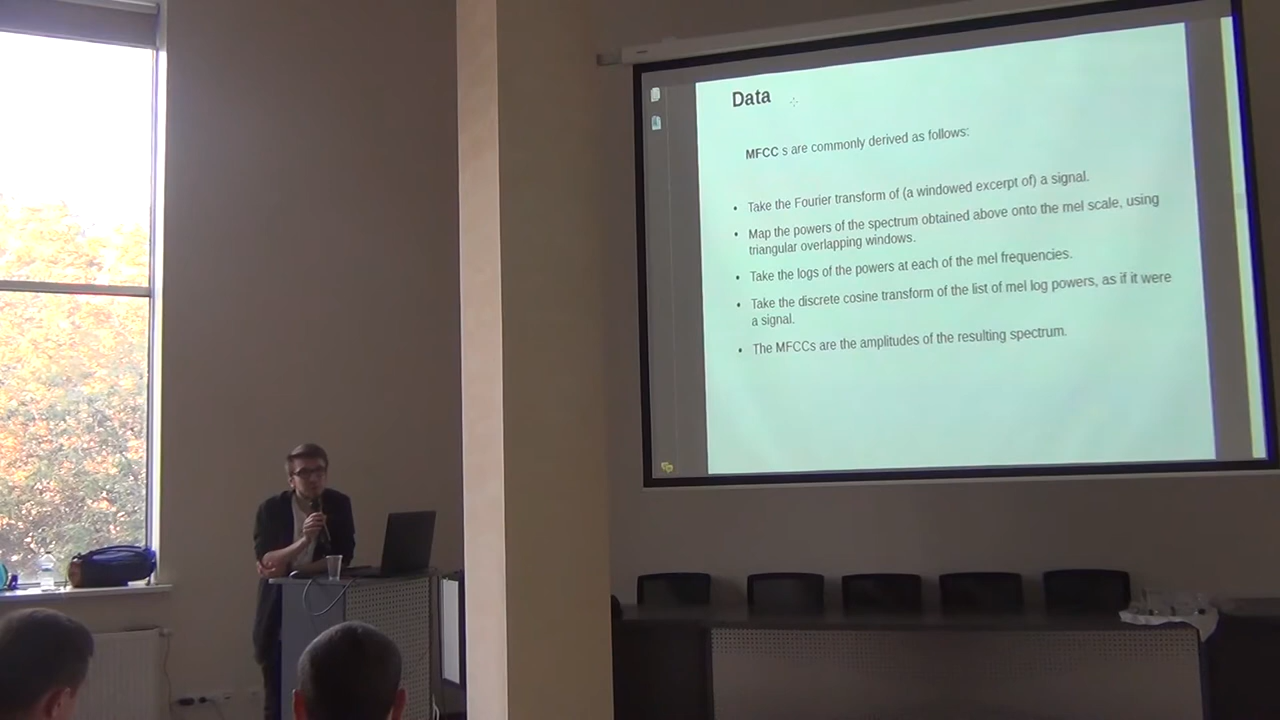 Data
MFCC s are commonly derived as follows:
• Take the Fourier transform of (a windowed excerpt of) a signal.
• Map the powers of the spectrum obtained above onto the mel scale, using
triangular overlapping windows.
• Take the logs of the powers at each of the mel frequencies.
• Take the discrete cosine transform of the list of mel log powers, as if it were
a signal.
• The MFCCs are the amplitudes of the resulting spectrum.